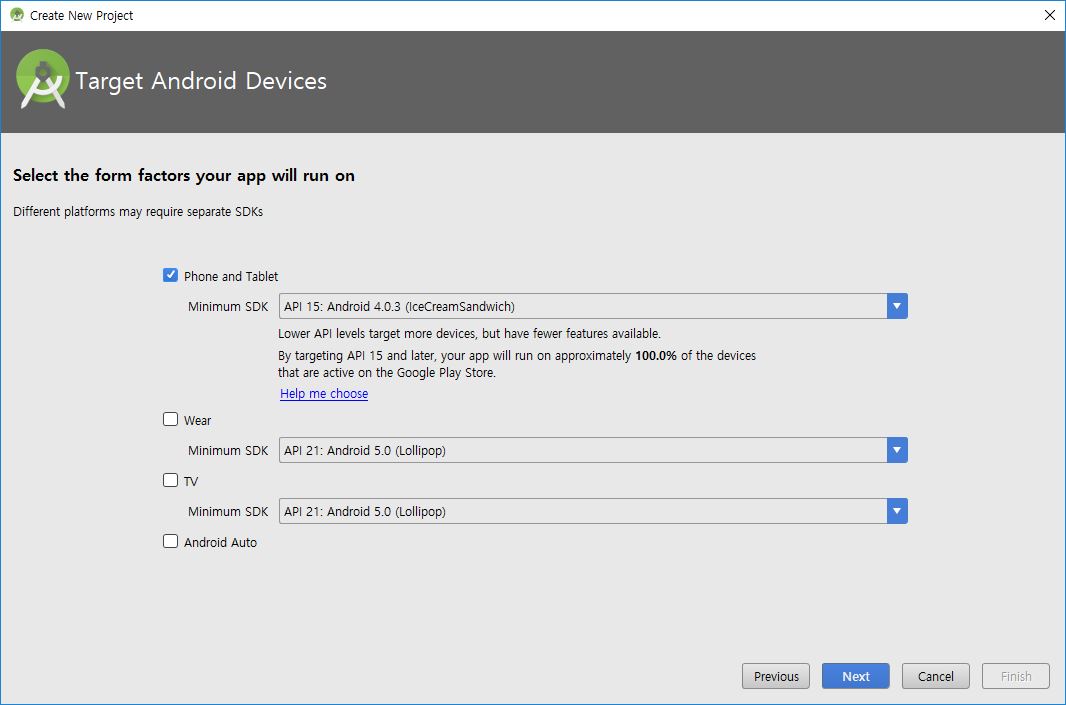 Create New Project
Target Android Devices
Select the form factors your app will run on
Different platforms may require separate SDKs
Phone and Tablet
Minimum SDK API 15: Android 4.0.3 (IceCreamSandwich)
Lower API levels target more devices, but have fewer features available.
By targeting API 15 and later, your app will run on approximately 100.0% of the devices
that are active on the Google Play Store.
Help me choose
Wear
Minimum SDK API 21: Android 5.0 (Lollipop)
TV
Minimum SDK API 21: Android 5.0 (Lollipop)
Android Auto
Previous Next Cancel Finish